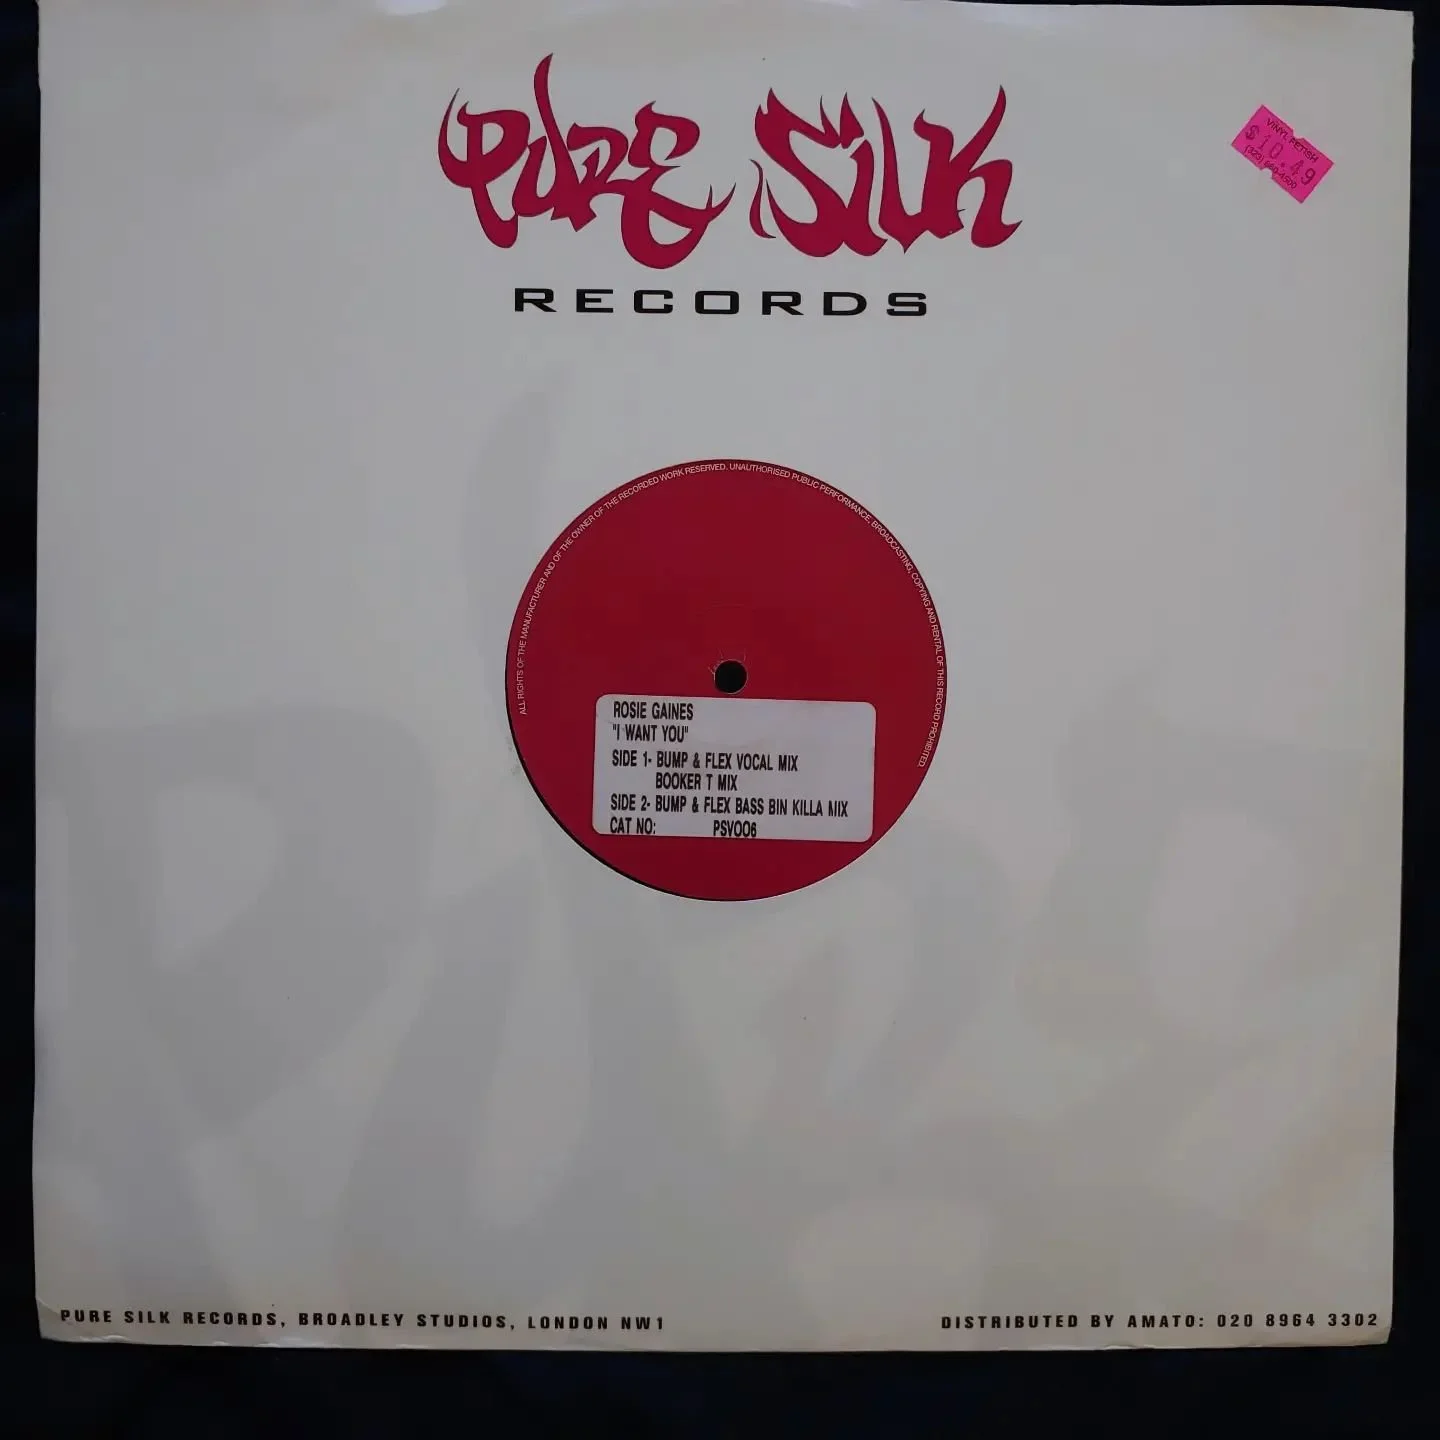 PURE SILK
RECORDS
VINYL FETISH
$10.49
(323) 660-4500
ALL RIGHTS OF THE MANUFACTURER AND OF THE OWNER OF THE RECORDED WORK RESERVED. UNAUTHORISED PUBLIC PERFORMANCE, BROADCASTING, COPYING AND RENTAL OF THIS RECORD PROHIBITED.
ROSIE GAINES
"I WANT YOU"
SIDE 1- BUMP & FLEX VOCAL MIX
BOOKER T MIX
SIDE 2- BUMP & FLEX BASS BIN KILLA MIX
CAT NO: PSV006
PURE SILK RECORDS, BROADLEY STUDIOS, LONDON NW1
DISTRIBUTED BY AMATO: 020 8964 3302